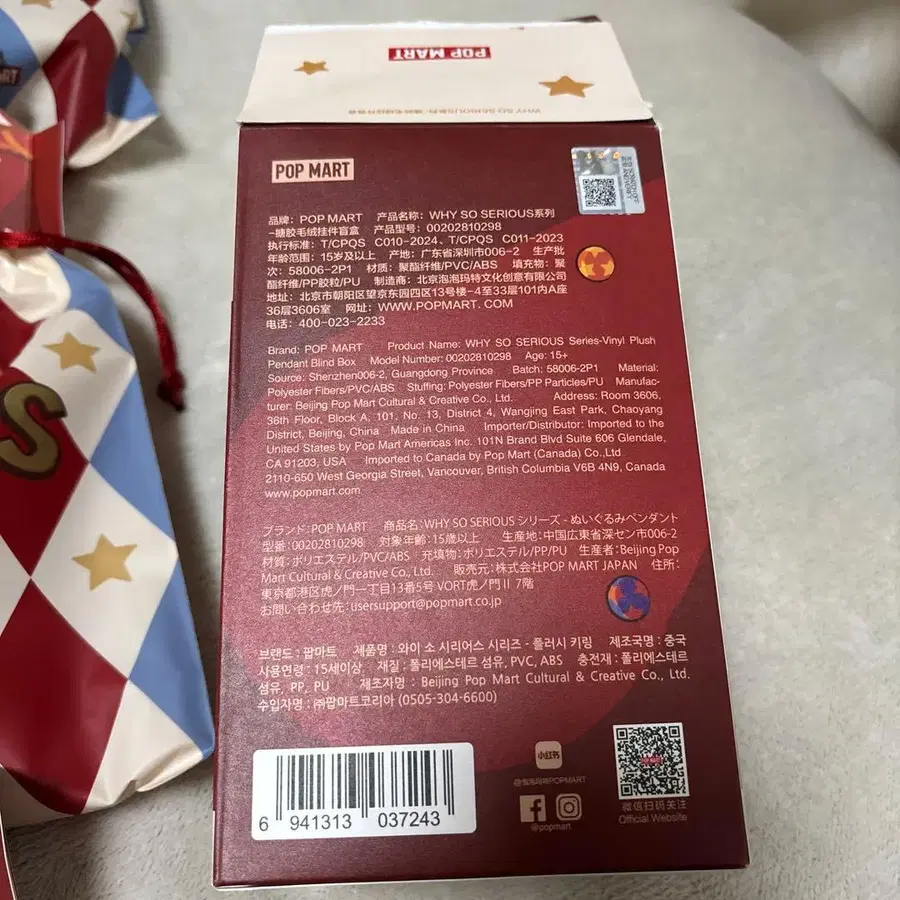 POP MART
POP MART
品牌：POP MART 产品名称：WHY SO SERIOUS系列
-搪胶毛绒挂件盲盒 产品型号：00202810298
执行标准：T/CPQS C010-2024、T/CPQS C011-2023
年龄范围：15岁及以上 产地：广东省深圳市006-2 生产批
次：58006-2P1 材质：聚酯纤维/PVC/ABS 填充物：聚
酯纤维/PP胶粒/PU 制造商：北京泡泡玛特文化创意有限公司
地址：北京市朝阳区望京东园四区13号楼-4至33层101内A座
36层3606室 网址：WWW.POPMART.COM
电话：400-023-2233
Brand: POP MART Product Name: WHY SO SERIOUS Series-Vinyl Plush
Pendant Blind Box Model Number: 00202810298 Age: 15+
Source: Shenzhen006-2, Guangdong Province Batch: 58006-2P1 Material:
Polyester Fibers/PVC/ABS Stuffing: Polyester Fibers/PP Particles/PU Manufac-
turer: Beijing Pop Mart Cultural & Creative Co., Ltd. Address: Room 3606,
36th Floor, Block A, 101, No. 13, District 4, Wangjing East Park, Chaoyang
District, Beijing, China Made in China Importer/Distributor: Imported to the
United States by Pop Mart Americas Inc. 101N Brand Blvd Suite 606 Glendale,
CA 91203, USA Imported to Canada by Pop Mart (Canada) Co.,Ltd
2110-650 West Georgia Street, Vancouver, British Columbia V6B 4N9, Canada
www.popmart.com
ブランド：POP MART 商品名：WHY SO SERIOUS シリーズ - ぬいぐるみペンダント
型番：00202810298 対象年齢：15歳以上 生産地：中国広東省深セン市006-2
材質：ポリエステル/PVC/ABS 充填物：ポリエステル/PP/PU 生産者：Beijing Pop
Mart Cultural & Creative Co., Ltd. 販売元：株式会社POP MART JAPAN 住所：
東京都港区虎ノ門一丁目13番5号 VORT虎ノ門Ⅱ 7階
お問い合わせ先：usersupport@popmart.co.jp
브랜드 : 팝마트 제품명 : 와이 소 시리어스 시리즈 - 플러시 키링 제조국명 : 중국
사용연령 : 15세이상 재질 : 폴리에스테르 섬유, PVC, ABS 충전재 : 폴리에스테르
섬유, PP, PU 제조자명 : Beijing Pop Mart Cultural & Creative Co., Ltd.
수입자명 : ㈜팝마트코리아 (0505-304-6600)
6 941313 037243
小红书
@泡泡玛特POPMART
@popmart
微信扫码关注
Official Website
S